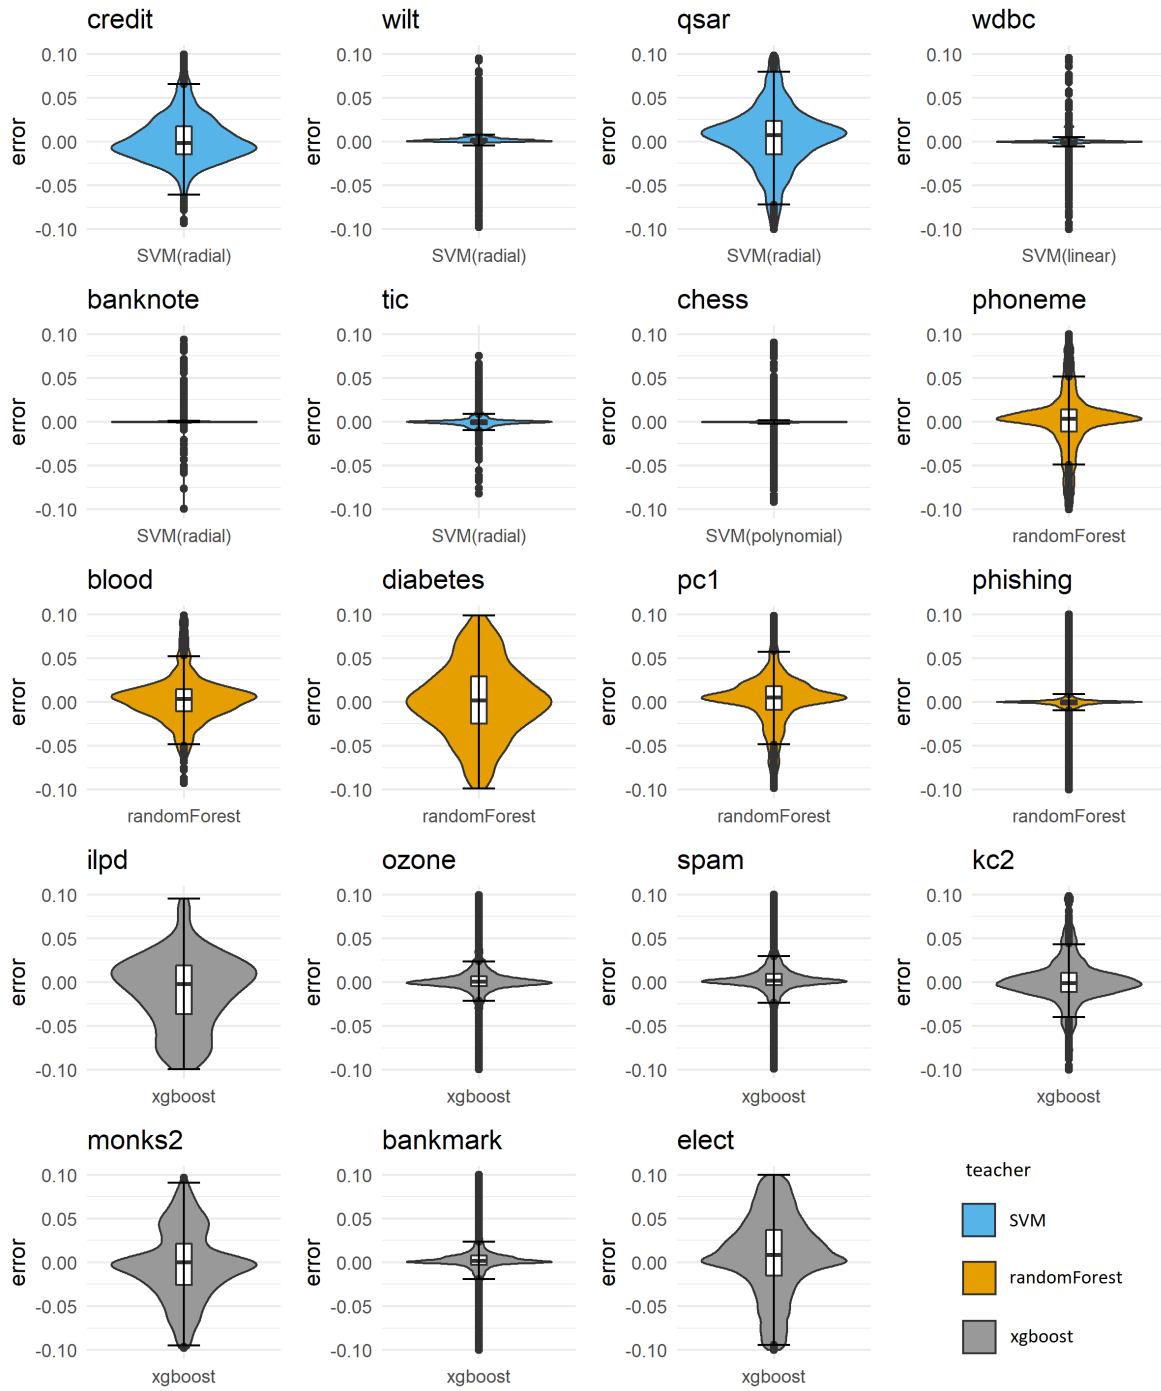 credit
0.10
0.05
0.00
-0.05
-0.10
error
SVM(radial)
wilt
0.10
0.05
0.00
-0.05
-0.10
error
SVM(radial)
qsar
0.10
0.05
0.00
-0.05
-0.10
error
SVM(radial)
wdbc
0.10
0.05
0.00
-0.05
-0.10
error
SVM(linear)
banknote
0.10
0.05
0.00
-0.05
-0.10
error
SVM(radial)
tic
0.10
0.05
0.00
-0.05
-0.10
error
SVM(radial)
chess
0.10
0.05
0.00
-0.05
-0.10
error
SVM(polynomial)
phoneme
0.10
0.05
0.00
-0.05
-0.10
error
randomForest
blood
0.10
0.05
0.00
-0.05
-0.10
error
randomForest
diabetes
0.10
0.05
0.00
-0.05
-0.10
error
randomForest
pc1
0.10
0.05
0.00
-0.05
-0.10
error
randomForest
phishing
0.10
0.05
0.00
-0.05
-0.10
error
randomForest
ilpd
0.10
0.05
0.00
-0.05
-0.10
error
xgboost
ozone
0.10
0.05
0.00
-0.05
-0.10
error
xgboost
spam
0.10
0.05
0.00
-0.05
-0.10
error
xgboost
kc2
0.10
0.05
0.00
-0.05
-0.10
error
xgboost
monks2
0.10
0.05
0.00
-0.05
-0.10
error
xgboost
bankmark
0.10
0.05
0.00
-0.05
-0.10
error
xgboost
elect
0.10
0.05
0.00
-0.05
-0.10
error
xgboost
teacher
SVM
randomForest
xgboost